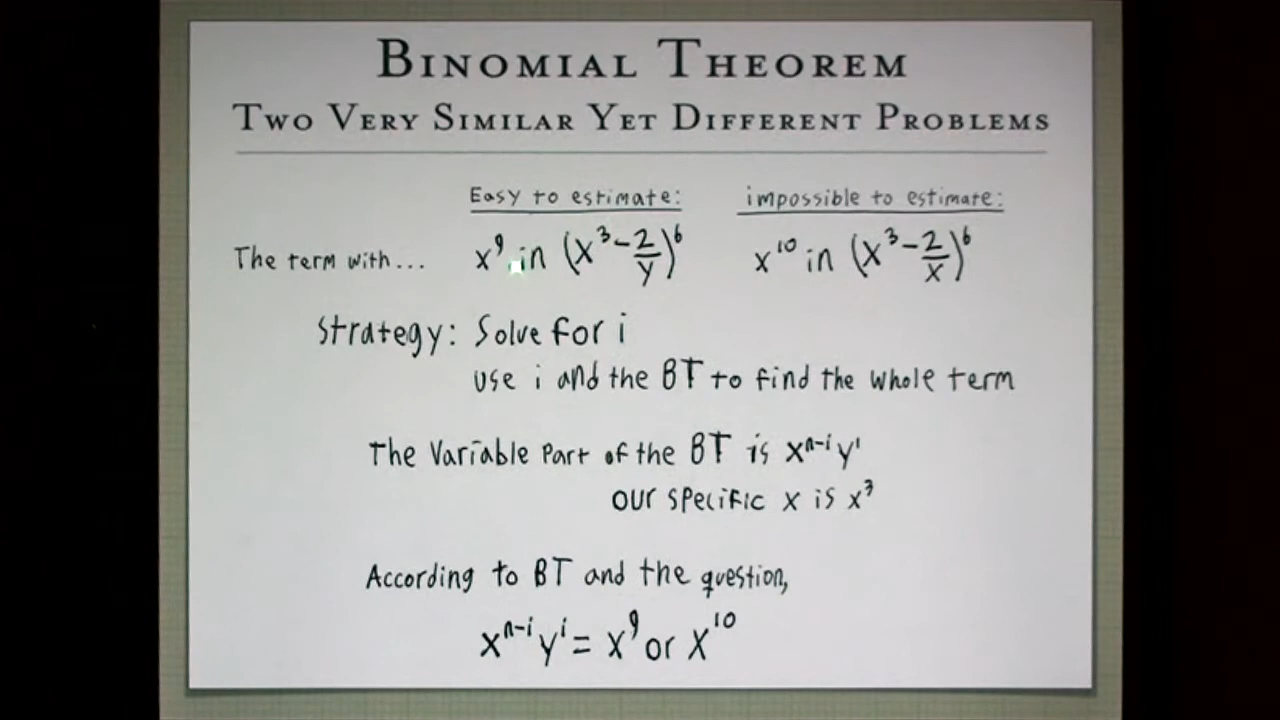 BINOMIAL THEOREM
TWO VERY SIMILAR YET DIFFERENT PROBLEMS
Easy to estimate: impossible to estimate:
The term with... x⁹ in (x³-2/y)⁶ x¹⁰ in (x³-2/x)⁶
Strategy: Solve for i
use i and the BT to find the whole term
The Variable Part of the BT is xⁿ⁻ⁱyⁱ
our specific x is x³
According to BT and the question,
xⁿ⁻ⁱyⁱ = x⁹ or x¹⁰